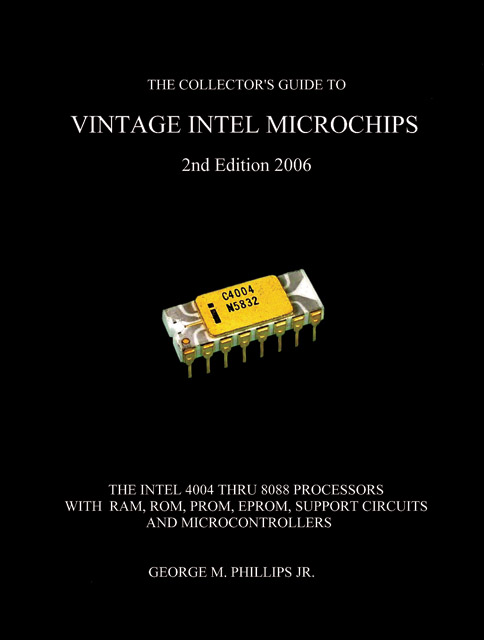 THE COLLECTOR'S GUIDE TO
VINTAGE INTEL MICROCHIPS
2nd Edition 2006
C4004
i N5832
THE INTEL 4004 THRU 8088 PROCESSORS
WITH RAM, ROM, PROM, EPROM, SUPPORT CIRCUITS
AND MICROCONTROLLERS
GEORGE M. PHILLIPS JR.